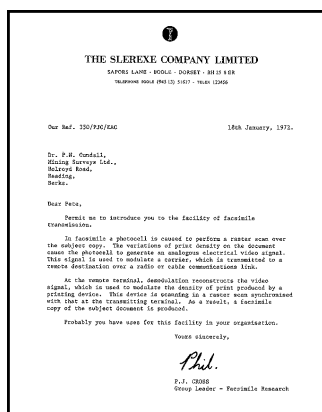 THE SLEREXE COMPANY LIMITED
SAPORS LANE - BOOLE - DORSET - BH 25 8 ER
TELEPHONE BOOLE (945 13) 51617 - TELEX 123456
Our Ref. 350/PJC/EAC 18th January, 1972.
Dr. P.N. Cundall,
Mining Surveys Ltd.,
Holroyd Road,
Reading,
Berks.
Dear Pete,
Permit me to introduce you to the facility of facsimile
transmission.
In facsimile a photocell is caused to perform a raster scan over
the subject copy. The variations of print density on the document
cause the photocell to generate an analogous electrical video signal.
This signal is used to modulate a carrier, which is transmitted to a
remote destination over a radio or cable communications link.
At the remote terminal, demodulation reconstructs the video
signal, which is used to modulate the density of print produced by a
printing device. This device is scanning in a raster scan synchronised
with that at the transmitting terminal. As a result, a facsimile
copy of the subject document is produced.
Probably you have uses for this facility in your organisation.
Yours sincerely,
Phil.
P.J. CROSS
Group Leader - Facsimile Research